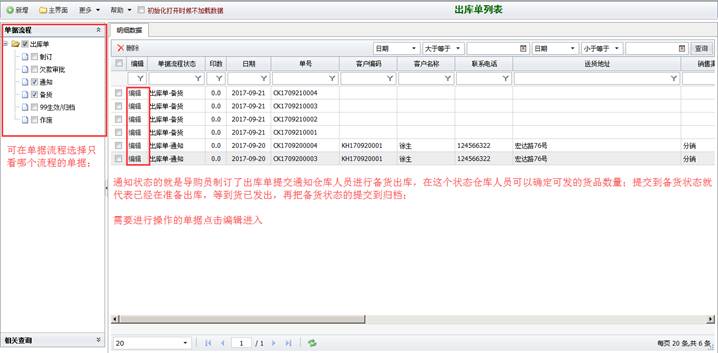 新增 主界面 更多 帮助 初始化打开时候不加载数据 出库单列表
单据流程
出库单
制订
欠款审批
通知
备货
99生效/归档
作废
可在单据流程选择只
看哪个流程的单据；
相关查询
明细数据
删除 日期 大于等于 日期 小于等于 查询
编辑 单据流程状态 印数 日期 单号 客户编码 客户名称 联系电话 送货地址 销售渠
编辑 出库单-备货 0.0 2017-09-21 CK1709210004
编辑 出库单-备货 0.0 2017-09-21 CK1709210003
编辑 出库单-备货 0.0 2017-09-21 CK1709210002
编辑 出库单-备货 0.0 2017-09-21 CK1709210001
编辑 出库单-通知 0.0 2017-09-20 CK1709200004 KH170920001 徐生 124566322 宏达路76号 分销
编辑 出库单-通知 0.0 2017-09-20 CK1709200003 KH170920001 徐生 124566322 宏达路76号 分销
通知状态的就是导购员制订了出库单提交通知仓库人员进行备货出库，在这个状态仓库人员可以确定可发的货品数量；提交到备货状态就
代表已经在准备出库，等到货已发出，再把备货状态的提交到归档；
需要进行操作的单据点击编辑进入
20 1 / 1 每页 20 条,共 6 条